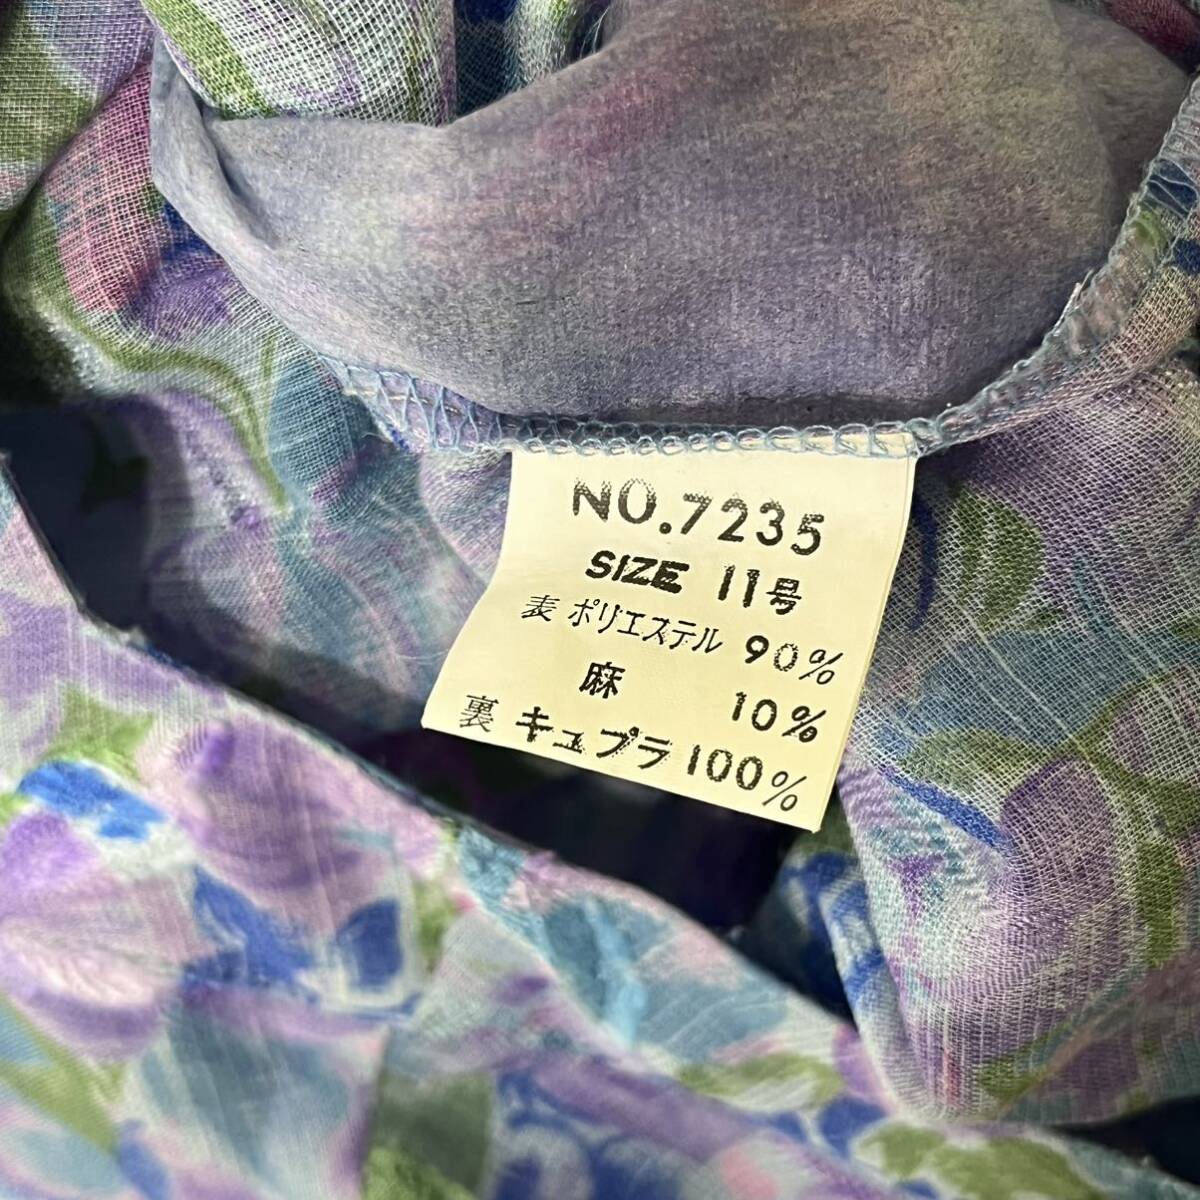 NO.7235
SIZE 11号
表 ポリエステル 90%
麻 10%
裏 キュプラ 100%